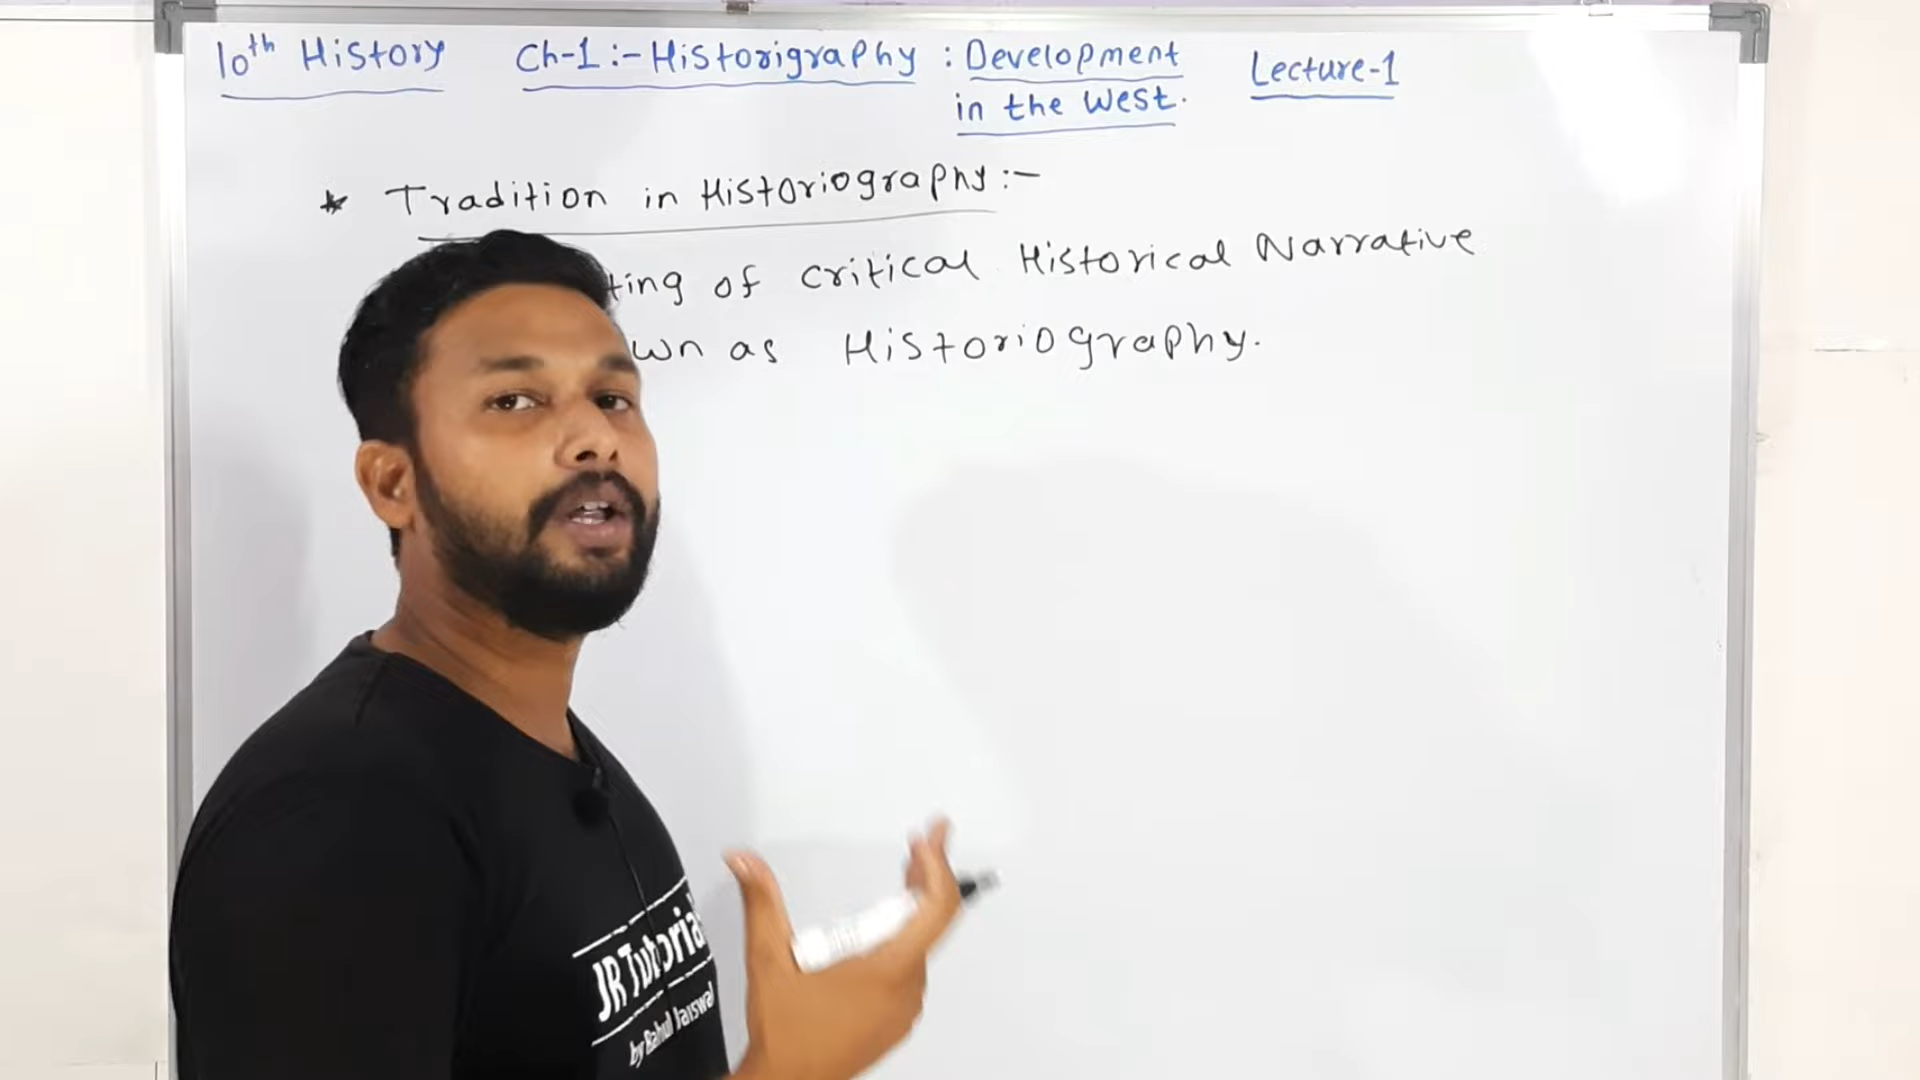 10th History Ch-1:- Historigraphy : Development Lecture-1
in the West.
* Tradition in Historiography:-
ting of critical Historical Narrative
wn as Historiography.
JR Tutorial
by Rahul Jaiswal